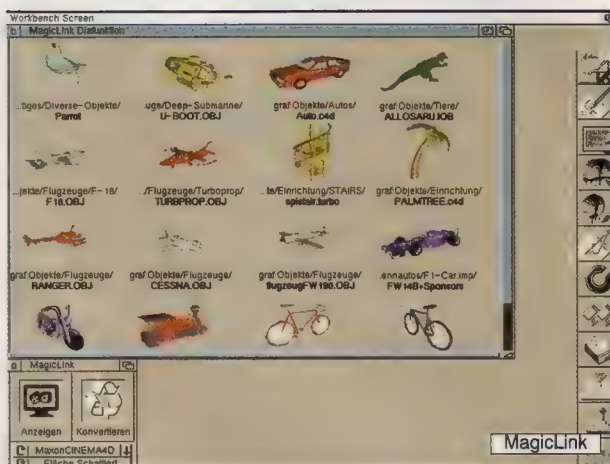 Workbench Screen
MagicLink Diafunktion
...tiges/Diverse-Objekte/
Parrot
...uge/Deep-Submarine/
U-BOOT.OBJ
graf:Objekte/Autos/
Auto.c4d
graf:Objekte/Tiere/
ALLOSARU.IOB
...jekte/Flugzeuge/F-18/
F18.OBJ
.../Flugzeuge/Turboprop/
TURBPROP.OBJ
...te/Einrichtung/STAIRS/
spistair.turbo
graf:Objekte/Einrichtung/
PALMTREE.c4d
graf:Objekte/Flugzeuge/
RANGER.OBJ
graf:Objekte/Flugzeuge/
CESSNA.OBJ
graf:Objekte/Flugzeuge/
flugzeugFW190.OBJ
...ennautos/F1-Car.imp/
FW14B+Sponsors
MagicLink
Anzeigen
Konvertieren
MaxonCINEMA4D
Fläche Schattiert
MagicLink